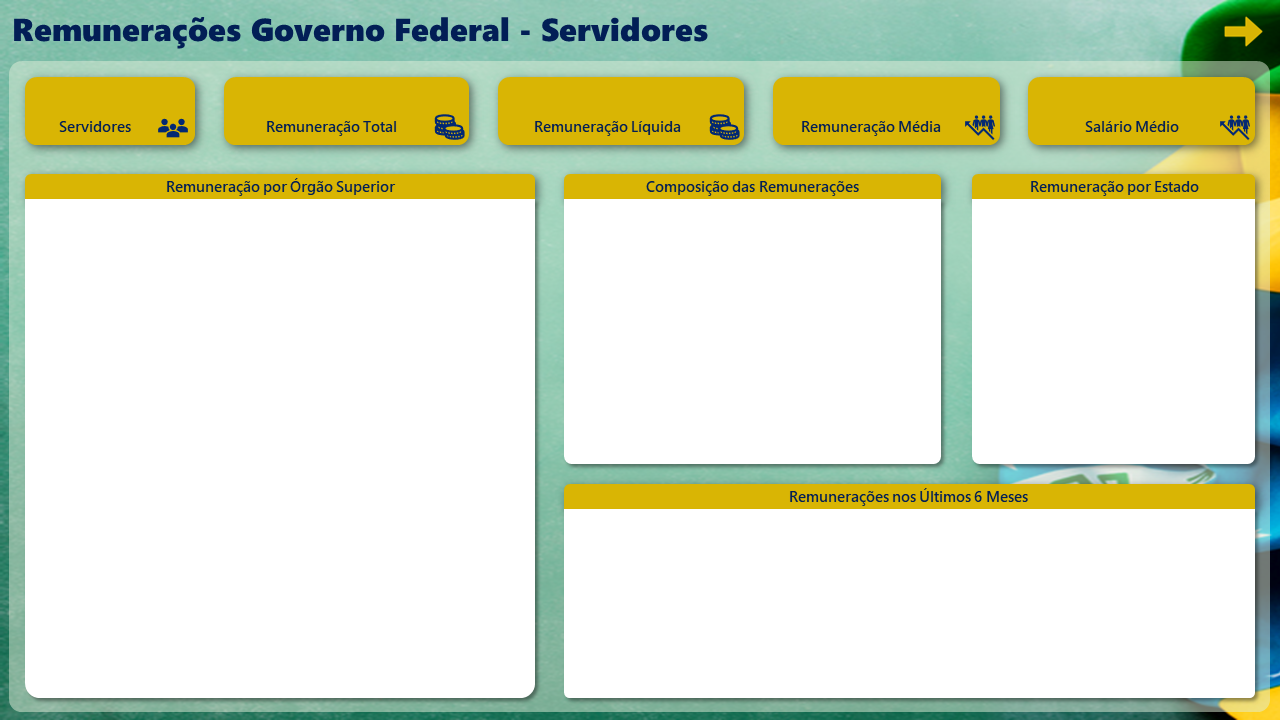 Remunerações Governo Federal - Servidores
Servidores
Remuneração Total
Remuneração Líquida
Remuneração Média
Salário Médio
Remuneração por Órgão Superior
Composição das Remunerações
Remuneração por Estado
Remunerações nos Últimos 6 Meses